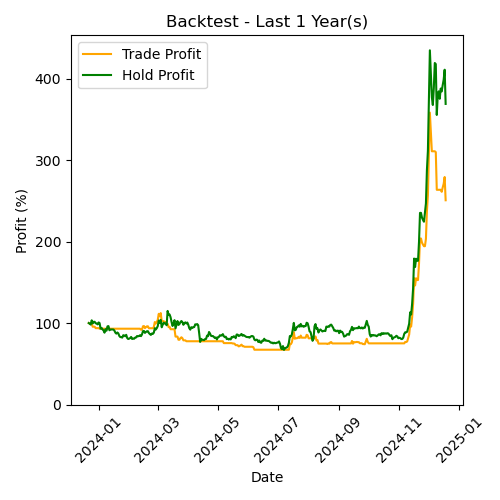 Backtest - Last 1 Year(s)
Trade Profit
Hold Profit
Profit (%)
400
300
200
100
0
2024-01
2024-03
2024-05
2024-07
2024-09
2024-11
2025-01
Date